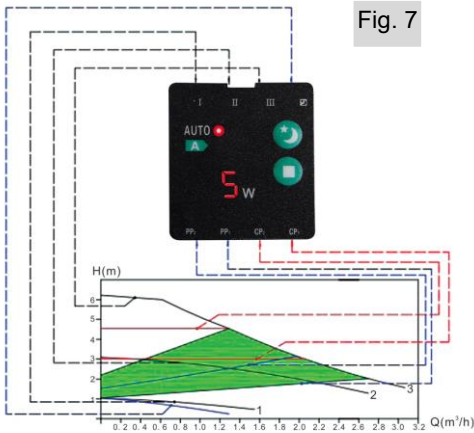 Fig. 7
I II III
AUTO
A
5 W
PP₂ PP₁ CP₂ CP₁
H(m)
6
5
4
3
2
1
0.2 0.4 0.6 0.8 1.0 1.2 1.4 1.6 1.8 2.0 2.2 2.4 2.6 2.8 3.0 3.2 Q(m³/h)
1
2
3